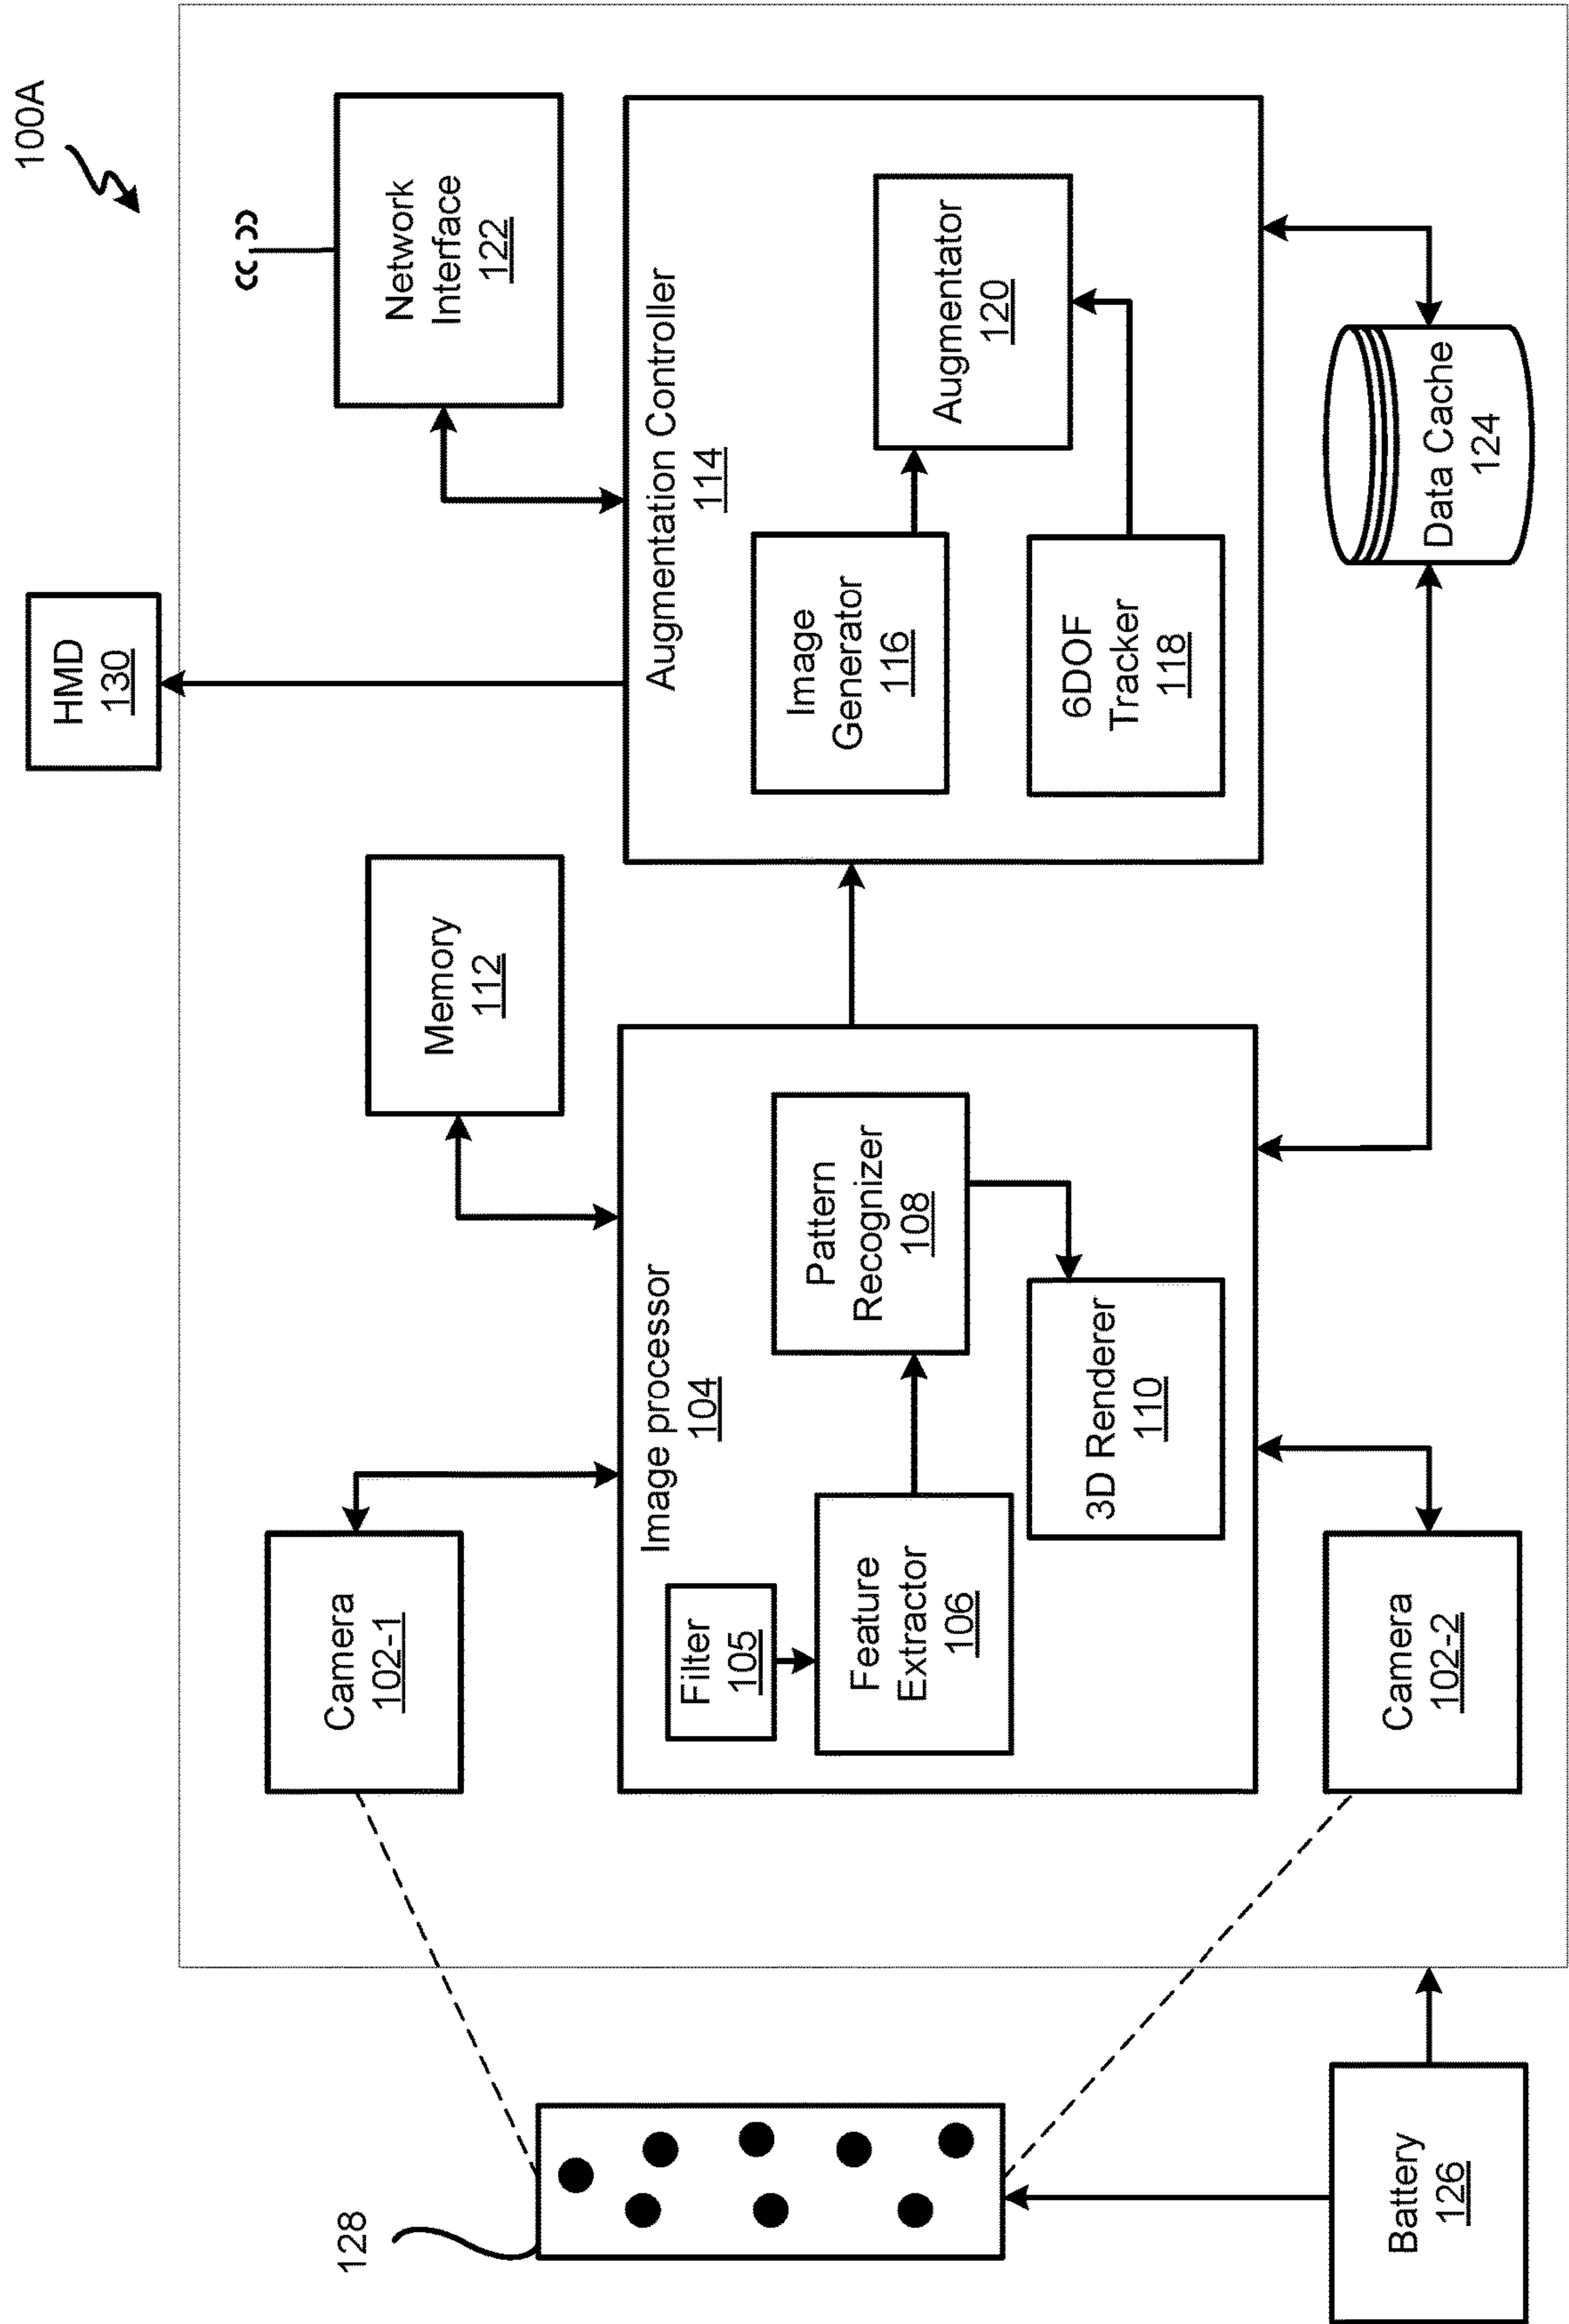 100A
HMD
130
Network
Interface
122
Memory
112
Camera
102-1
Image processor
104
Filter
105
Feature
Extractor
106
Pattern
Recognizer
108
3D Renderer
110
Augmentation Controller
114
Image
Generator
116
Augmentator
120
6DOF
Tracker
118
128
Battery
126
Camera
102-2
Data Cache
124